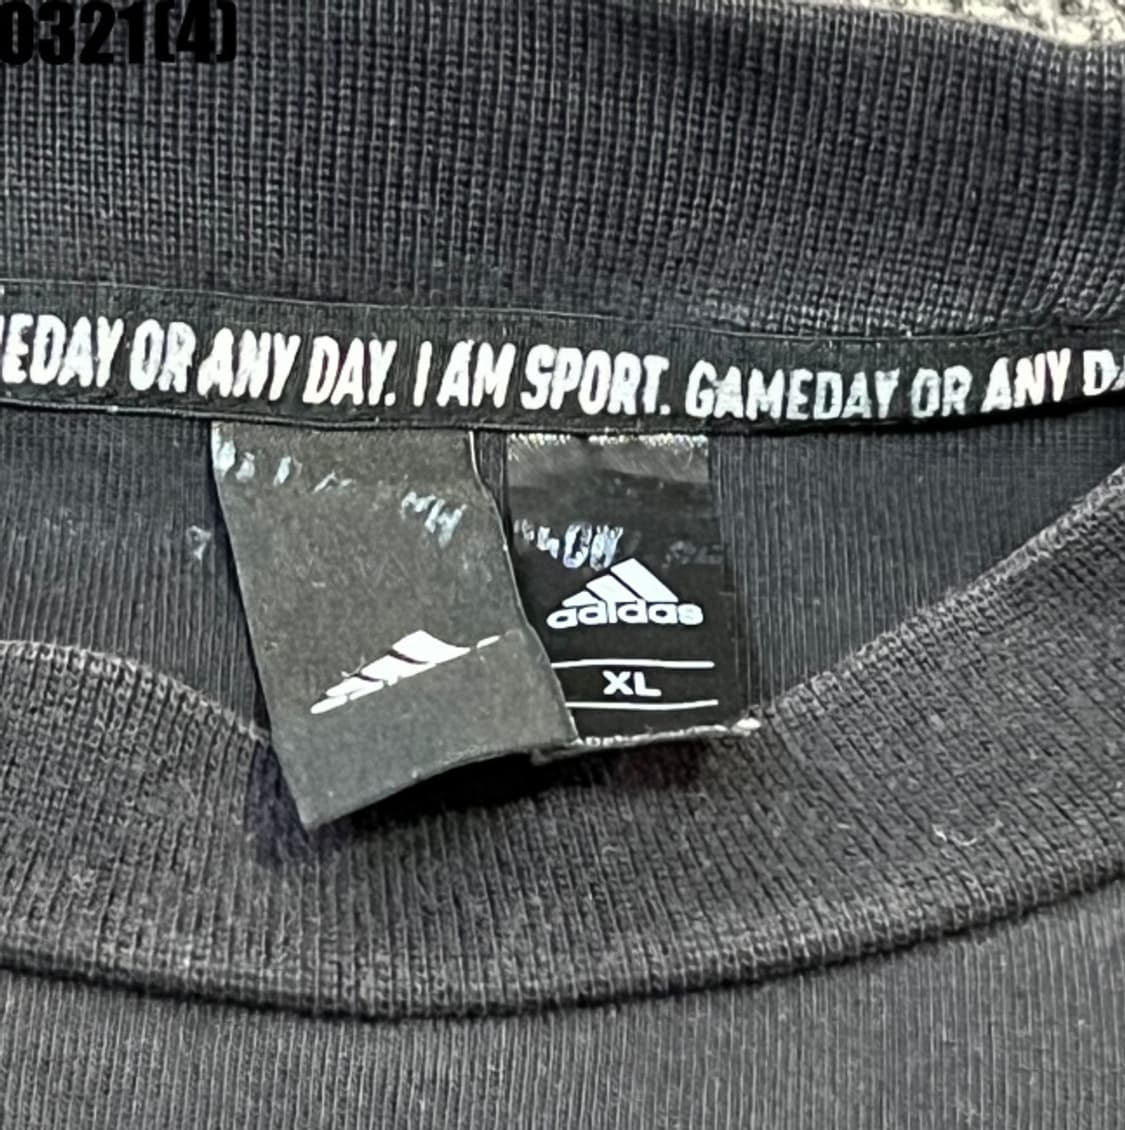 0321(4)
EDAY OR ANY DAY. I AM SPORT. GAMEDAY OR ANY D
adidas
XL